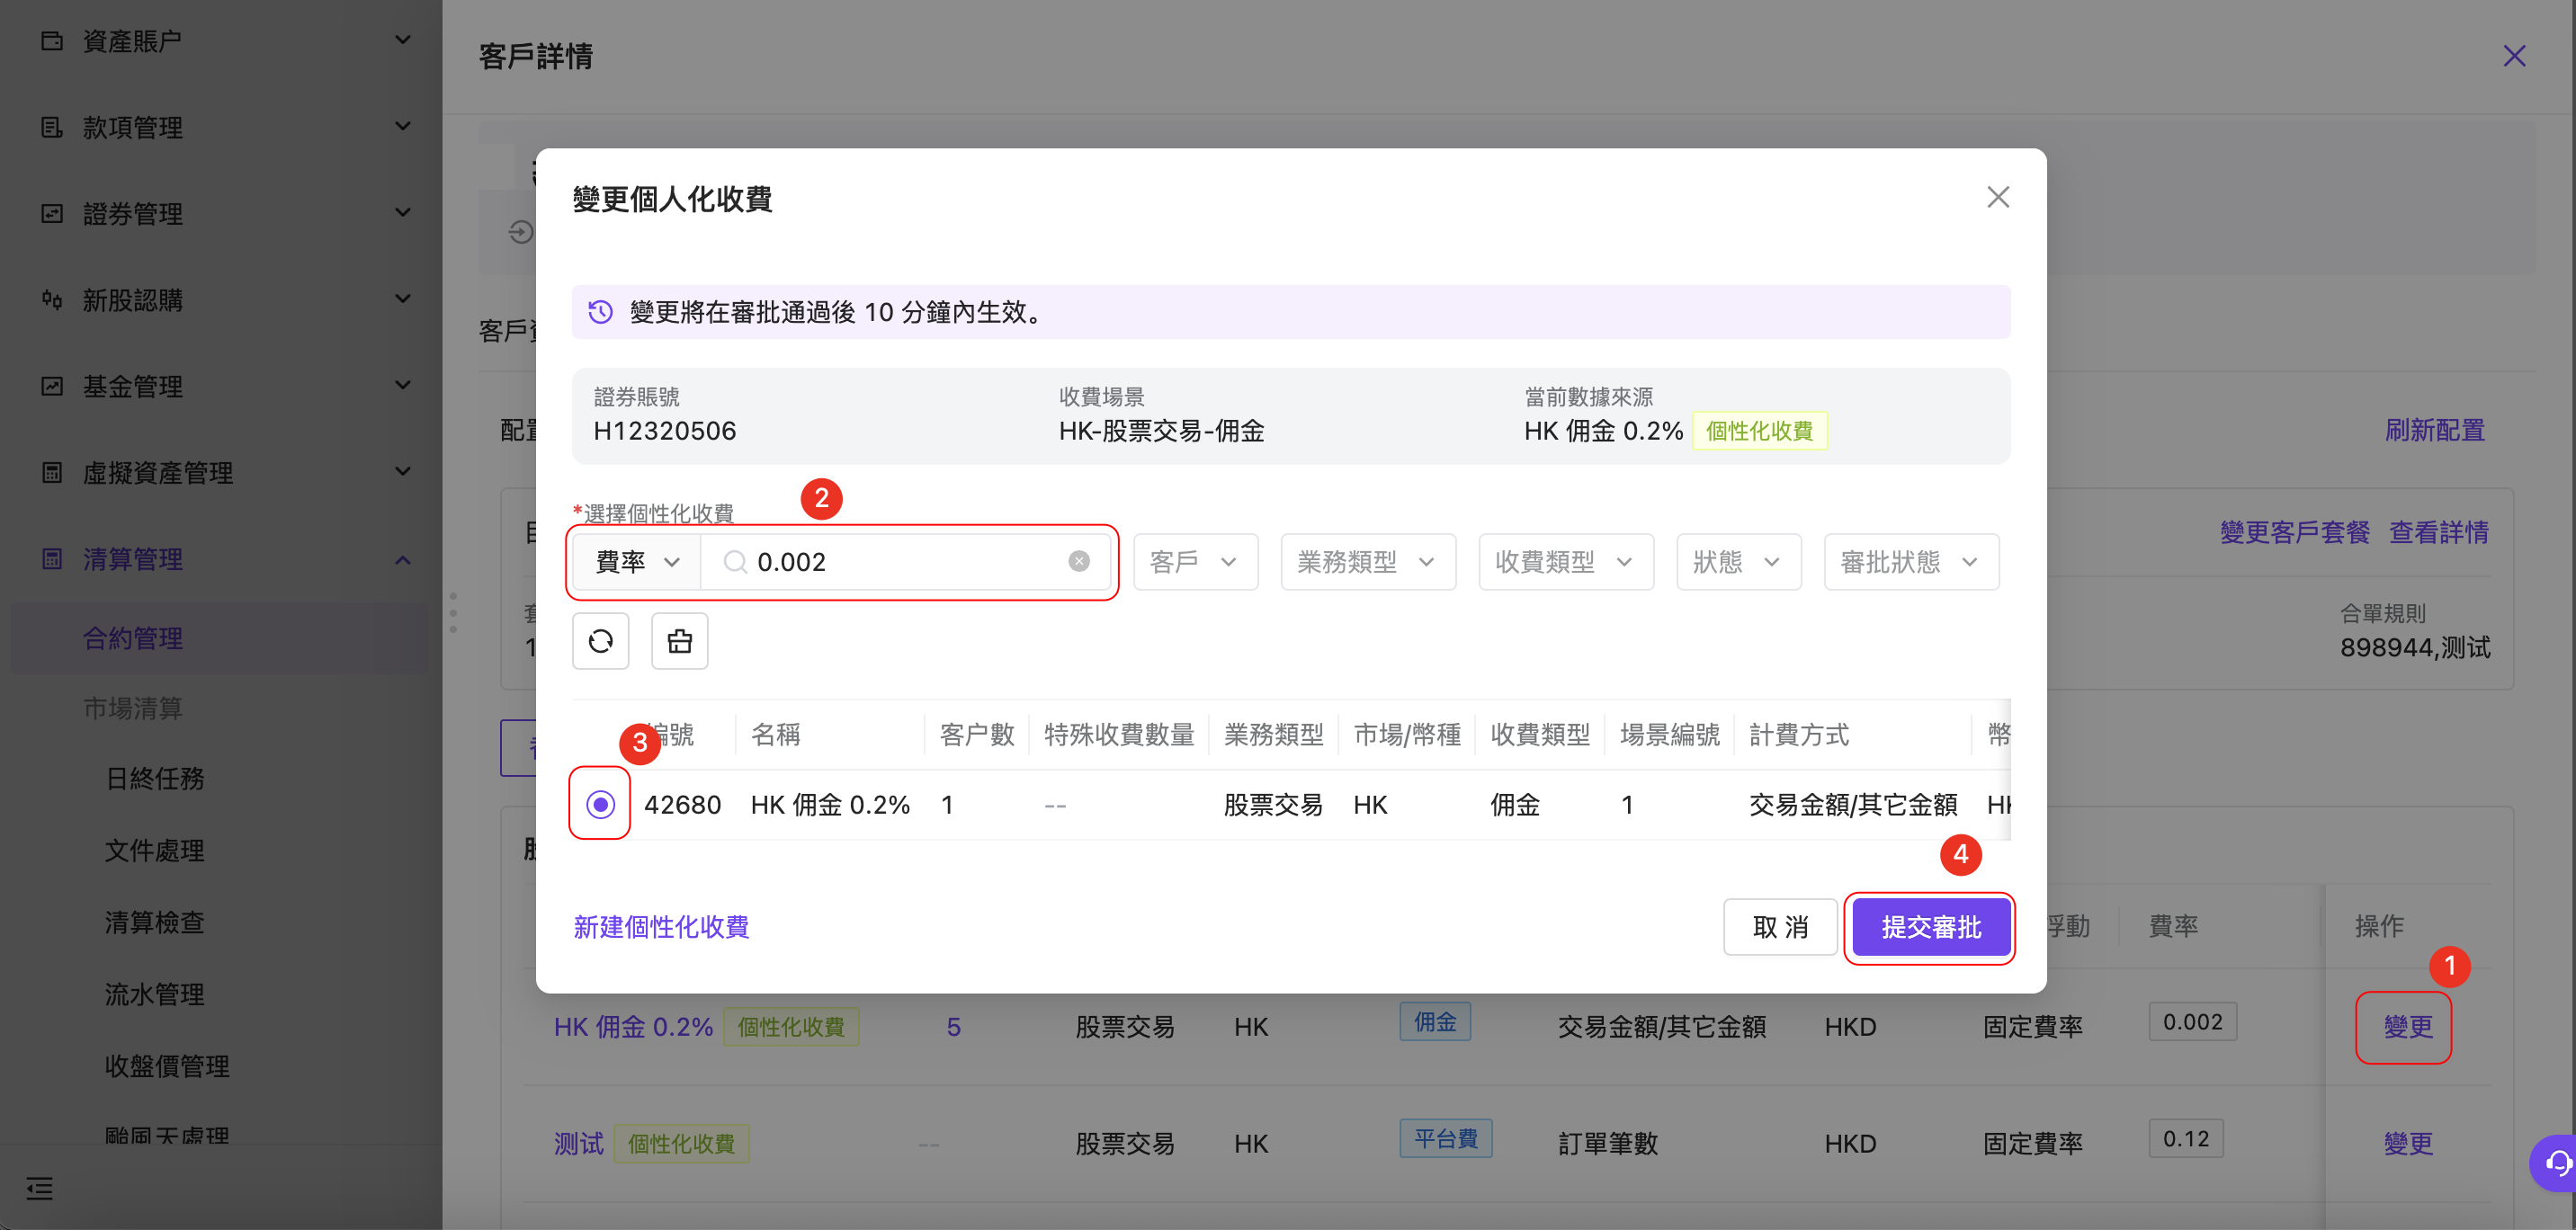 資產賬戶
款項管理
證券管理
新股認購
基金管理
虛擬資產管理
清算管理
合約管理
市場清算
日終任務
文件處理
清算檢查
流水管理
收盤價管理
颱風天處理
客戶詳情
客戶
刷新配置
變更客戶套餐 查看詳情
合單規則
898944,测试
變更個人化收費
變更將在審批通過後 10 分鐘內生效。
證券賬號 收費場景 當前數據來源
H12320506 HK-股票交易-佣金 HK 佣金 0.2% 個性化收費
*選擇個性化收費 2
費率 0.002 客戶 業務類型 收費類型 狀態 審批狀態
3 編號 名稱 客戶數 特殊收費數量 業務類型 市場/幣種 收費類型 場景編號 計費方式 幣
42680 HK 佣金 0.2% 1 -- 股票交易 HK 佣金 1 交易金額/其它金額 HK
4
新建個性化收費 取 消 提交審批
浮動 費率 操作
1
HK 佣金 0.2% 個性化收費 5 股票交易 HK 佣金 交易金額/其它金額 HKD 固定費率 0.002 變更
测试 個性化收費 -- 股票交易 HK 平台費 訂單筆數 HKD 固定費率 0.12 變更